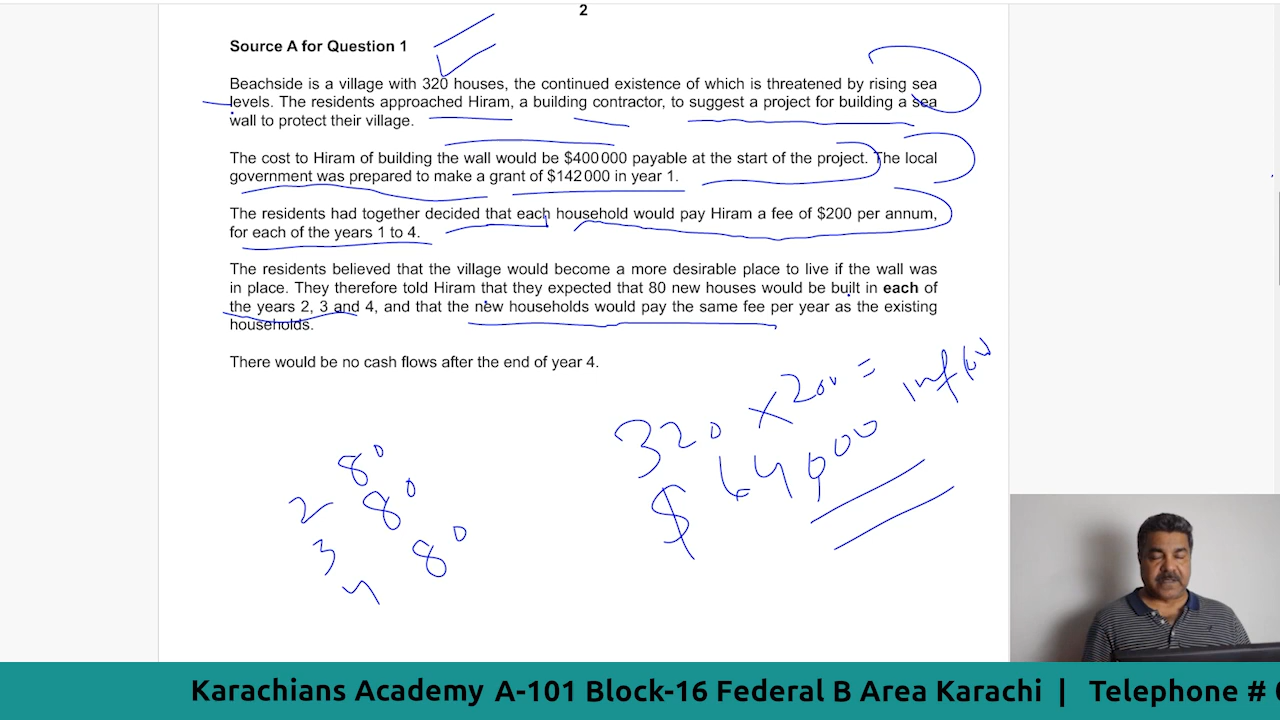 2
Source A for Question 1
Beachside is a village with 320 houses, the continued existence of which is threatened by rising sea
levels. The residents approached Hiram, a building contractor, to suggest a project for building a sea
wall to protect their village.
The cost to Hiram of building the wall would be $400000 payable at the start of the project. The local
government was prepared to make a grant of $142000 in year 1.
The residents had together decided that each household would pay Hiram a fee of $200 per annum,
for each of the years 1 to 4.
The residents believed that the village would become a more desirable place to live if the wall was
in place. They therefore told Hiram that they expected that 80 new houses would be built in each of
the years 2, 3 and 4, and that the new households would pay the same fee per year as the existing
households.
There would be no cash flows after the end of year 4.
320 × 200 = inflow
$ 64,000
2 80
3 80
4 80
Karachians Academy A-101 Block-16 Federal B Area Karachi | Telephone #